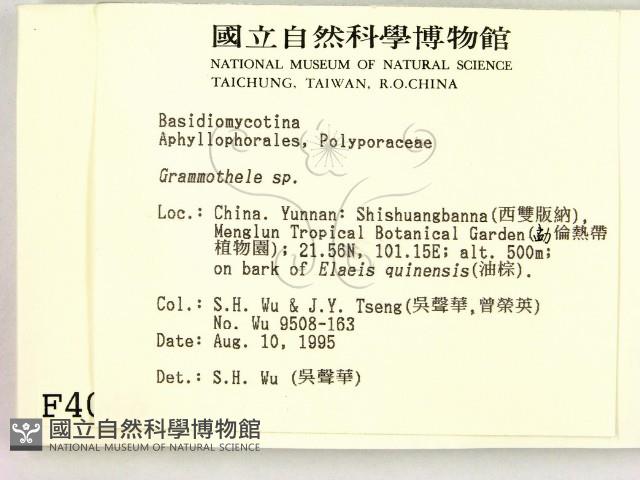 國立自然科學博物館
NATIONAL MUSEUM OF NATURAL SCIENCE
TAICHUNG, TAIWAN, R.O.CHINA
Basidiomycotina
Aphyllophorales, Polyporaceae
Grammothele sp.
Loc.: China. Yunnan: Shishuangbanna(西雙版納),
Menglun Tropical Botanical Garden(勐倫熱帶
植物園); 21.56N, 101.15E; alt. 500m;
on bark of Elaeis quinensis(油棕).
Col.: S.H. Wu & J.Y. Tseng(吳聲華,曾榮英)
No. Wu 9508-163
Date: Aug. 10, 1995
Det.: S.H. Wu (吳聲華)
F40
國立自然科學博物館
NATIONAL MUSEUM OF NATURAL SCIENCE